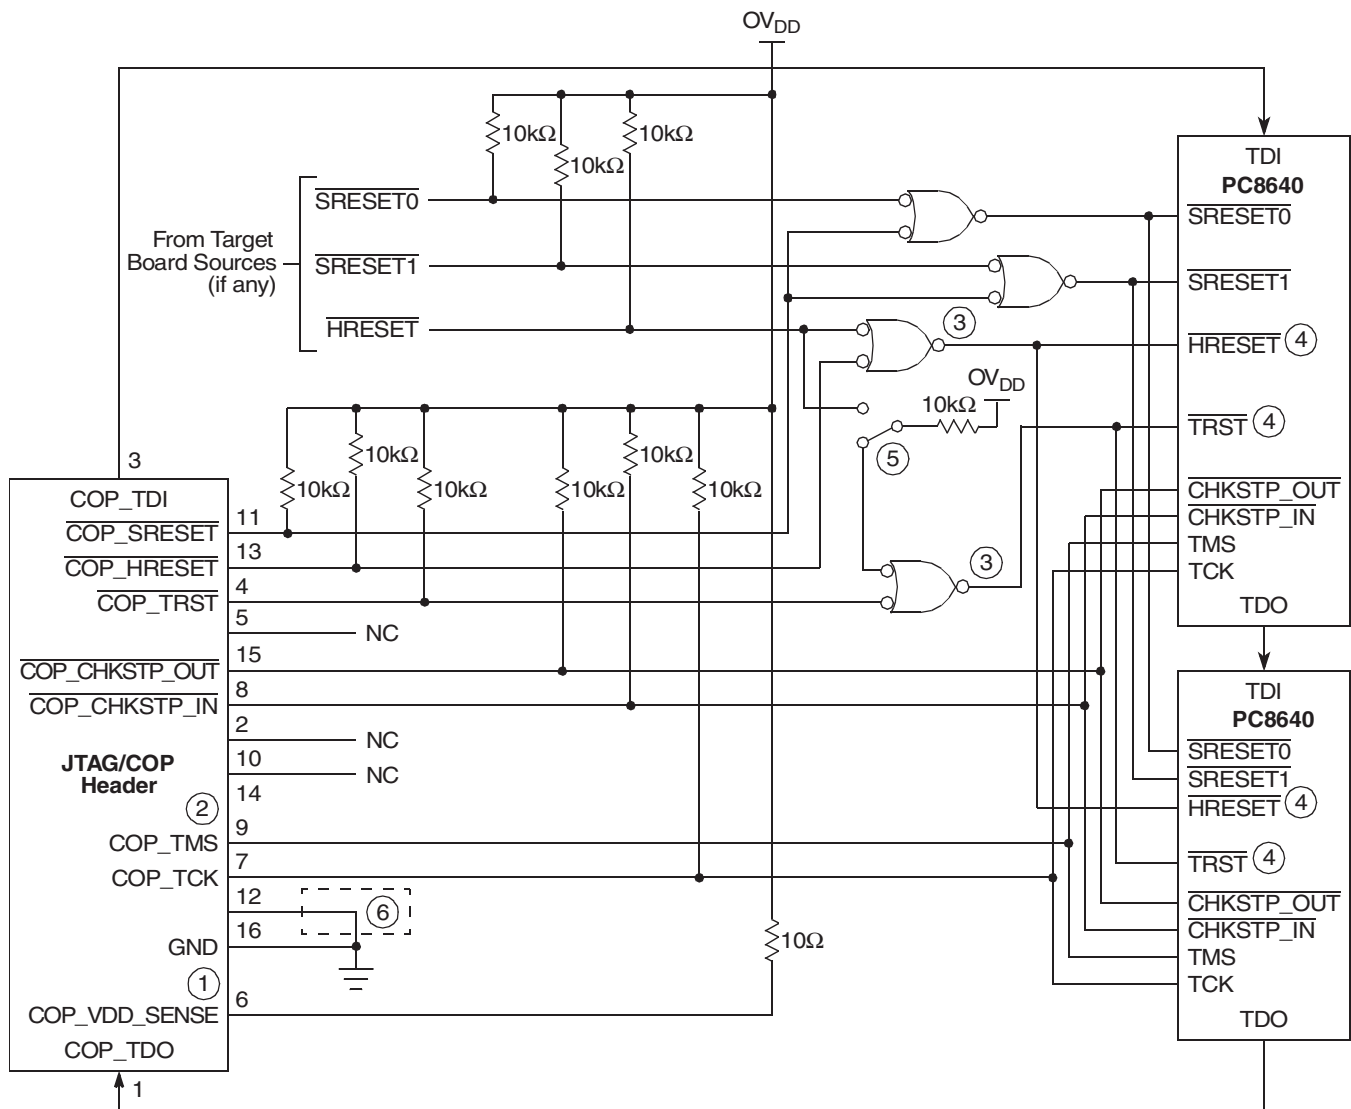 OVDD
10kΩ
10kΩ
10kΩ
From Target
Board Sources
(if any)
SRESET0
SRESET1
HRESET
3
OVDD
10kΩ
5
3
10kΩ
10kΩ
10kΩ
10kΩ
10kΩ
10kΩ
3
COP_TDI
COP_SRESET
11
COP_HRESET
13
COP_TRST
4
5
NC
COP_CHKSTP_OUT
15
COP_CHKSTP_IN
8
2
NC
10
NC
JTAG/COP
Header
14
2
COP_TMS
9
COP_TCK
7
12
6
GND
16
1
COP_VDD_SENSE
6
10Ω
COP_TDO
1
TDI
PC8640
SRESET0
SRESET1
HRESET 4
TRST 4
CHKSTP_OUT
CHKSTP_IN
TMS
TCK
TDO
TDI
PC8640
SRESET0
SRESET1
HRESET 4
TRST 4
CHKSTP_OUT
CHKSTP_IN
TMS
TCK
TDO